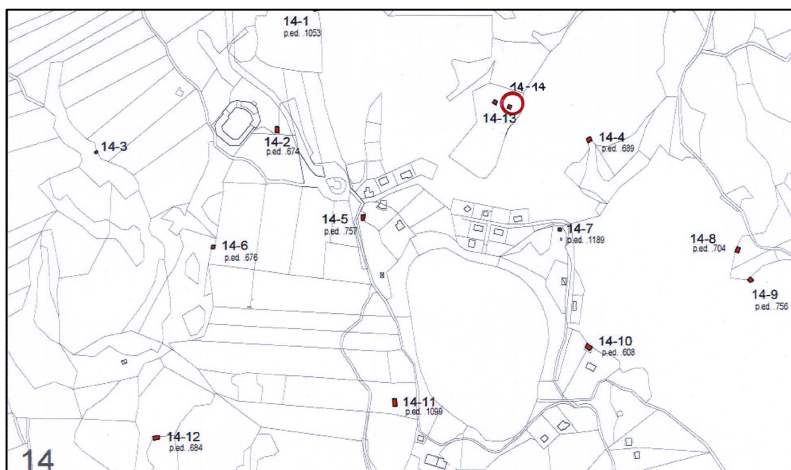 14-1
p.ed. .1053
14-14
14-13
14-2
p.ed. .674
14-3
14-4
p.ed. .689
14-5
p.ed. .757
14-6
p.ed. .676
14-7
p.ed. .1189
14-8
p.ed. .704
14-9
p.ed. .756
14-10
p.ed. .608
14-11
p.ed. .1099
14-12
p.ed. .684
14